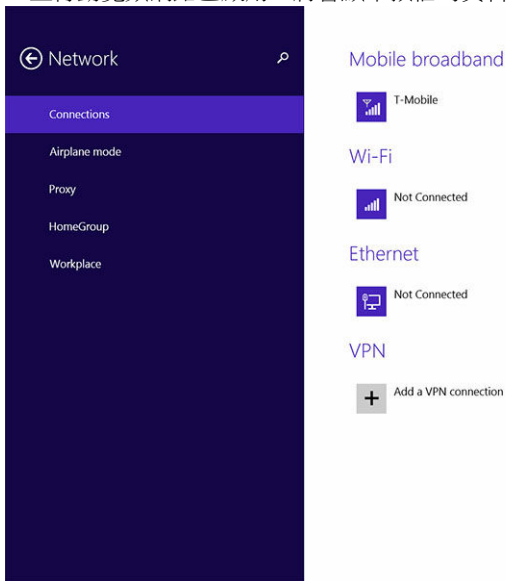 Network
Connections
Airplane mode
Proxy
HomeGroup
Workplace
Mobile broadband
T-Mobile
Wi-Fi
Not Connected
Ethernet
Not Connected
VPN
Add a VPN connection